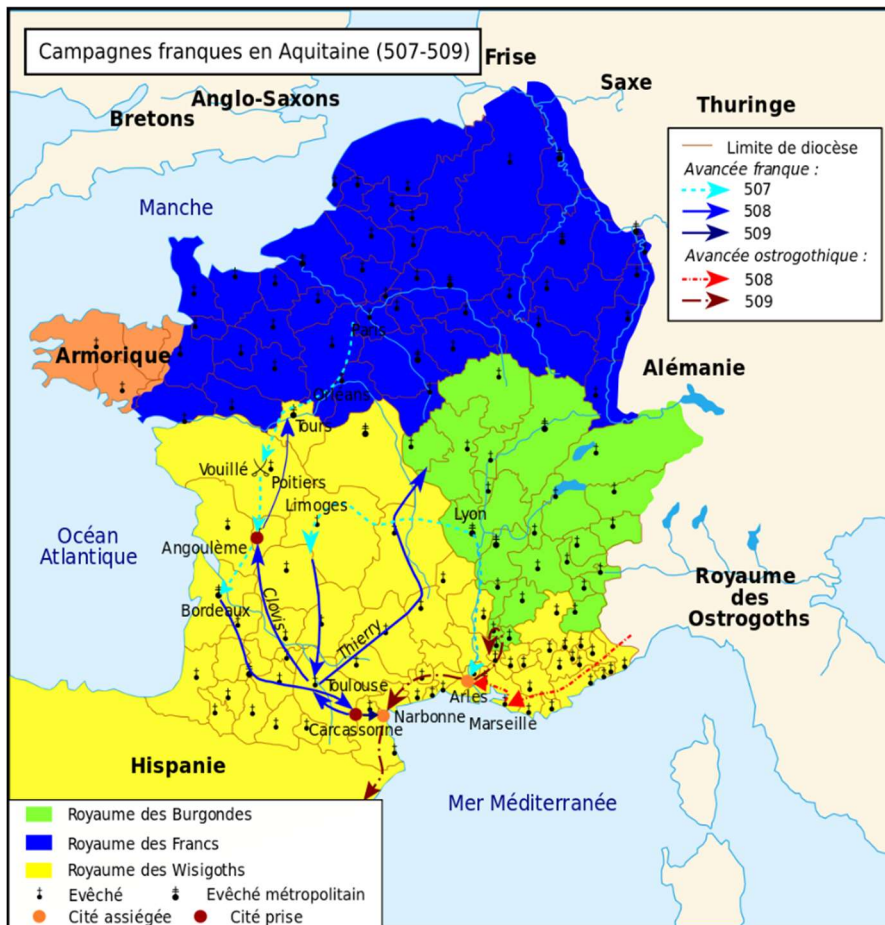 Campagnes franques en Aquitaine (507-509)
Frise
Saxe
Anglo-Saxons
Bretons
Thuringe
Limite de diocèse
Avancée franque :
507
508
509
Avancée ostrogothique :
508
509
Manche
Paris
Armorique
Alémanie
Orléans
Tours
Vouillé
Poitiers
Limoges
Lyon
Océan
Atlantique
Angoulème
Royaume
des
Ostrogoths
Bordeaux
Clovis
Thierry
Toulouse
Arles
Carcassonne
Narbonne
Marseille
Hispanie
Mer Méditerranée
Royaume des Burgondes
Royaume des Francs
Royaume des Wisigoths
Evêché
Evêché métropolitain
Cité assiégée
Cité prise